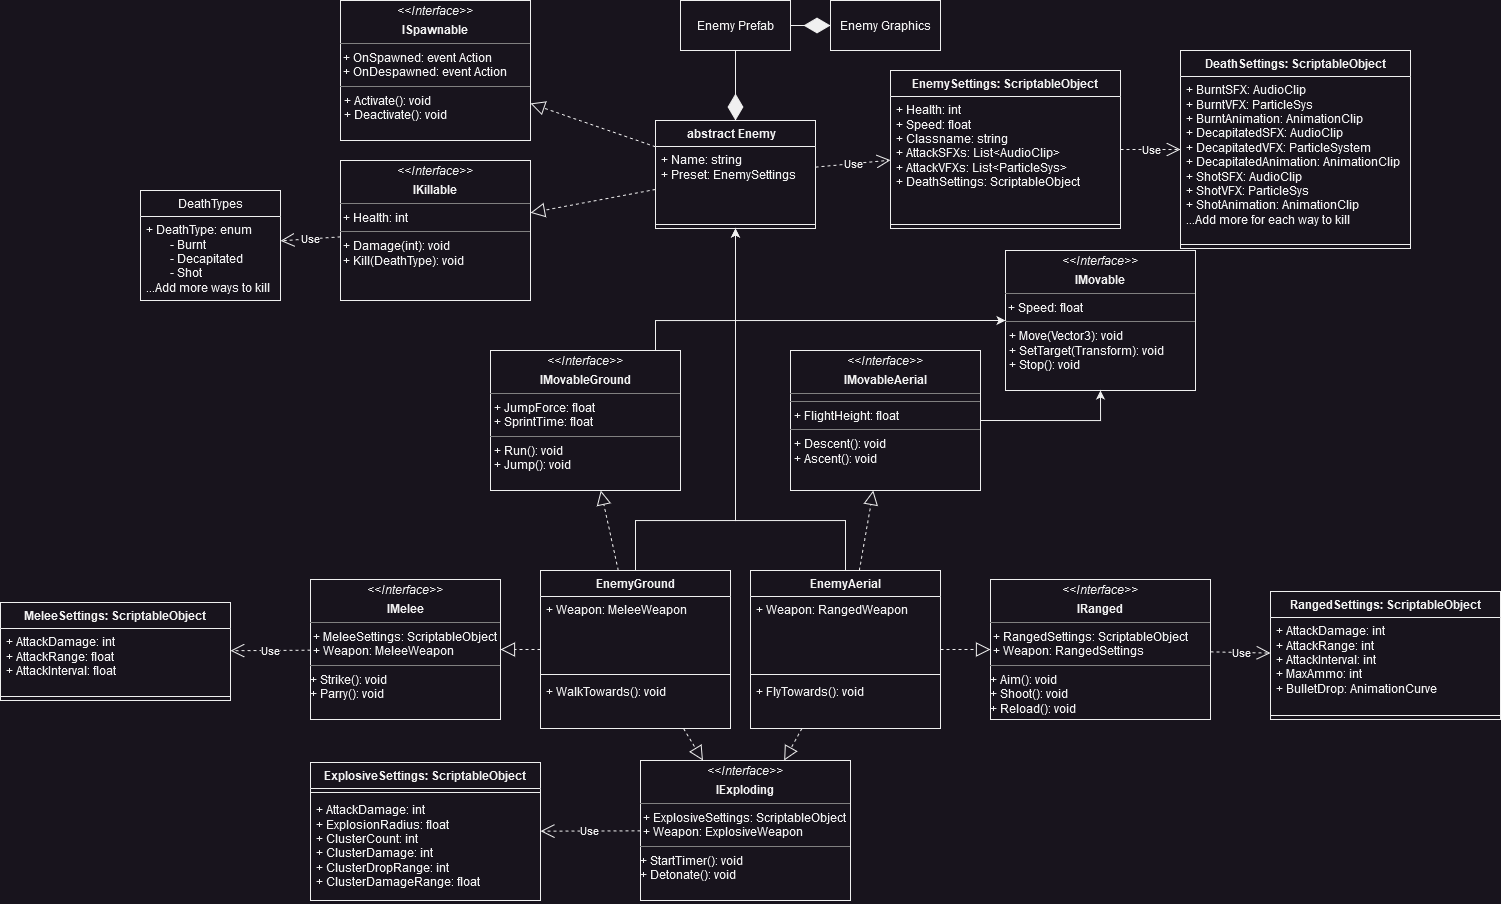 <<Interface>>
ISpawnable
+ OnSpawned: event Action
+ OnDespawned: event Action
+ Activate(): void
+ Deactivate(): void
Enemy Prefab
Enemy Graphics
DeathSettings: ScriptableObject
+ BurntSFX: AudioClip
+ BurntVFX: ParticleSys
+ BurntAnimation: AnimationClip
+ DecapitatedSFX: AudioClip
+ DecapitatedVFX: ParticleSystem
+ DecapitatedAnimation: AnimationClip
+ ShotSFX: AudioClip
+ ShotVFX: ParticleSys
+ ShotAnimation: AnimationClip
...Add more for each way to kill
EnemySettings: ScriptableObject
+ Health: int
+ Speed: float
+ Classname: string
+ AttackSFXs: List<AudioClip>
+ AttackVFXs: List<ParticleSys>
+ DeathSettings: ScriptableObject
Use
abstract Enemy
+ Name: string
+ Preset: EnemySettings
Use
<<Interface>>
IKillable
+ Health: int
+ Damage(int): void
+ Kill(DeathType): void
Use
DeathTypes
+ DeathType: enum
- Burnt
- Decapitated
- Shot
...Add more ways to kill
<<Interface>>
IMovable
+ Speed: float
+ Move(Vector3): void
+ SetTarget(Transform): void
+ Stop(): void
<<Interface>>
IMovableGround
+ JumpForce: float
+ SprintTime: float
+ Run(): void
+ Jump(): void
<<Interface>>
IMovableAerial
+ FlightHeight: float
+ Descent(): void
+ Ascent(): void
MeleeSettings: ScriptableObject
+ AttackDamage: int
+ AttackRange: float
+ AttackInterval: float
Use
<<Interface>>
IMelee
+ MeleeSettings: ScriptableObject
+ Weapon: MeleeWeapon
+ Strike(): void
+ Parry(): void
EnemyGround
+ Weapon: MeleeWeapon
+ WalkTowards(): void
EnemyAerial
+ Weapon: RangedWeapon
+ FlyTowards(): void
<<Interface>>
IRanged
+ RangedSettings: ScriptableObject
+ Weapon: RangedSettings
+ Aim(): void
+ Shoot(): void
+ Reload(): void
Use
RangedSettings: ScriptableObject
+ AttackDamage: int
+ AttackRange: int
+ AttackInterval: int
+ MaxAmmo: int
+ BulletDrop: AnimationCurve
ExplosiveSettings: ScriptableObject
+ AttackDamage: int
+ ExplosionRadius: float
+ ClusterCount: int
+ ClusterDamage: int
+ ClusterDropRange: int
+ ClusterDamageRange: float
Use
<<Interface>>
IExploding
+ ExplosiveSettings: ScriptableObject
+ Weapon: ExplosiveWeapon
+ StartTimer(): void
+ Detonate(): void